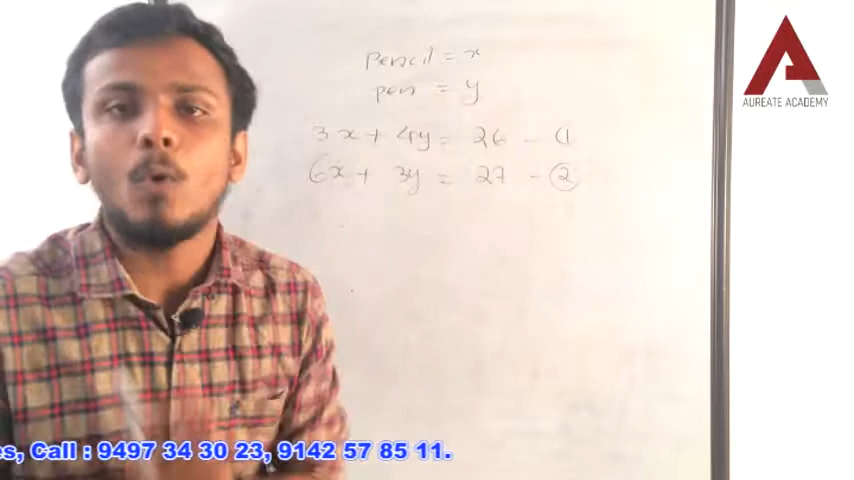 Pencil = x
pen = y
3x + 4y = 26 - (1
6x + 3y = 27 - (2)
AUREATE ACADEMY
es, Call : 9497 34 30 23, 9142 57 85 11.